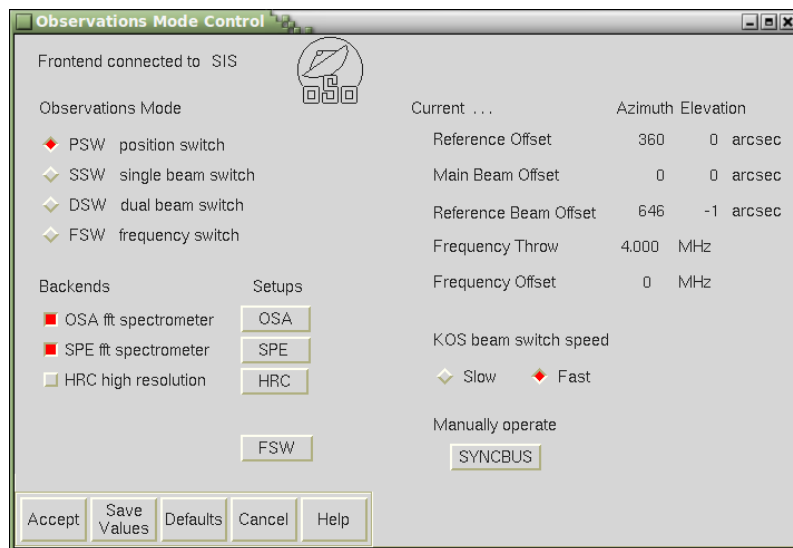 Observations Mode Control
Frontend connected to SIS
OSO
Observations Mode
PSW position switch
SSW single beam switch
DSW dual beam switch
FSW frequency switch
Backends Setups
OSA fft spectrometer OSA
SPE fft spectrometer SPE
HRC high resolution HRC
FSW
Current ... Azimuth Elevation
Reference Offset 360 0 arcsec
Main Beam Offset 0 0 arcsec
Reference Beam Offset 646 -1 arcsec
Frequency Throw 4.000 MHz
Frequency Offset 0 MHz
KOS beam switch speed
Slow Fast
Manually operate
SYNCBUS
Accept Save Values Defaults Cancel Help